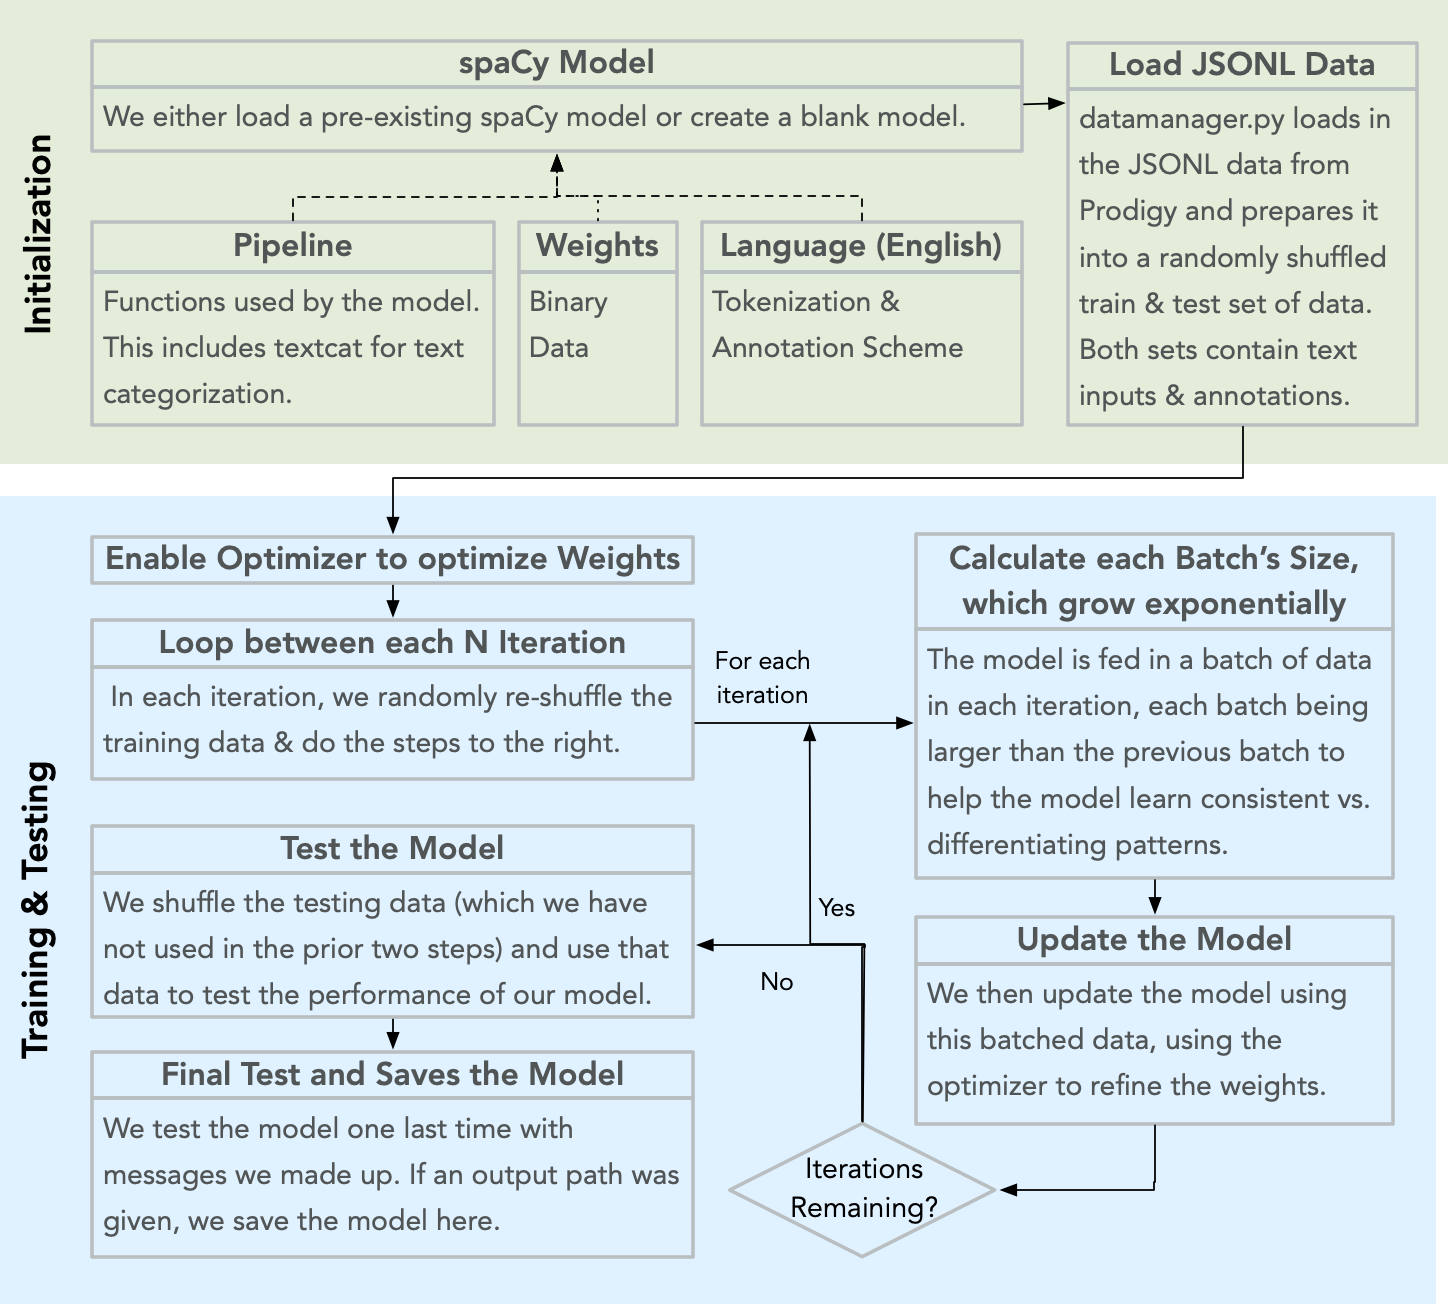 Initialization
spaCy Model
We either load a pre-existing spaCy model or create a blank model.
Load JSONL Data
datamanager.py loads in
the JSONL data from
Prodigy and prepares it
into a randomly shuffled
train & test set of data.
Both sets contain text
inputs & annotations.
Pipeline
Functions used by the model.
This includes textcat for text
categorization.
Weights
Binary
Data
Language (English)
Tokenization &
Annotation Scheme
Training & Testing
Enable Optimizer to optimize Weights
Loop between each N Iteration
In each iteration, we randomly re-shuffle the
training data & do the steps to the right.
For each
iteration
Calculate each Batch's Size,
which grow exponentially
The model is fed in a batch of data
in each iteration, each batch being
larger than the previous batch to
help the model learn consistent vs.
differentiating patterns.
Update the Model
We then update the model using
this batched data, using the
optimizer to refine the weights.
Iterations
Remaining?
Yes
No
Test the Model
We shuffle the testing data (which we have
not used in the prior two steps) and use that
data to test the performance of our model.
Final Test and Saves the Model
We test the model one last time with
messages we made up. If an output path was
given, we save the model here.